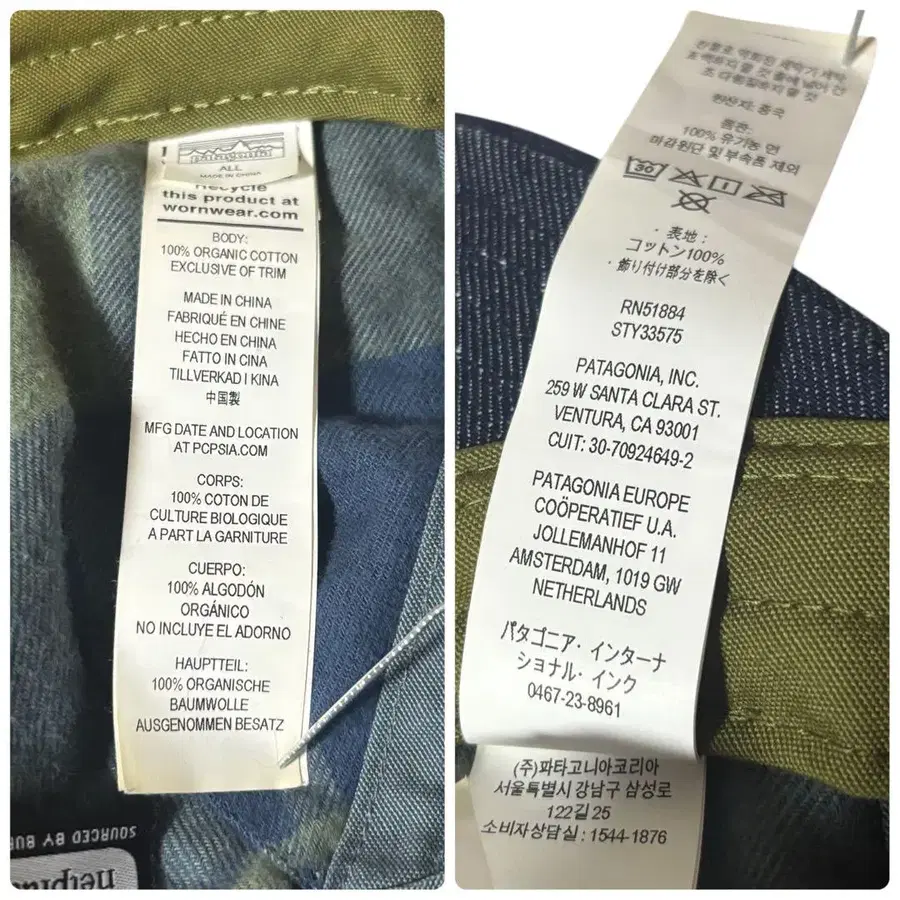 patagonia
ALL
MADE IN CHINA
Recycle
this product at
wornwear.com
BODY:
100% ORGANIC COTTON
EXCLUSIVE OF TRIM
MADE IN CHINA
FABRIQUÉ EN CHINE
HECHO EN CHINA
FATTO IN CINA
TILLVERKAD I KINA
中国製
MFG DATE AND LOCATION
AT PCPSIA.COM
CORPS:
100% COTON DE
CULTURE BIOLOGIQUE
A PART LA GARNITURE
CUERPO:
100% ALGODÓN
ORGÁNICO
NO INCLUYE EL ADORNO
HAUPTTEIL:
100% ORGANISCHE
BAUMWOLLE
AUSGENOMMEN BESATZ
SOURCED BY
원산지: 중국
몸판:
100% 유기농 면
마감원단 및 부속품 제외
30
表地:
コットン100%
・飾り付け部分を除く
RN51884
STY33575
PATAGONIA, INC.
259 W SANTA CLARA ST.
VENTURA, CA 93001
CUIT: 30-70924649-2
PATAGONIA EUROPE
COÖPERATIEF U.A.
JOLLEMANHOF 11
AMSTERDAM, 1019 GW
NETHERLANDS
パタゴニア・インターナ
ショナル・インク
0467-23-8961
(주)파타고니아코리아
서울특별시 강남구 삼성로
122길 25
소비자상담실 : 1544-1876